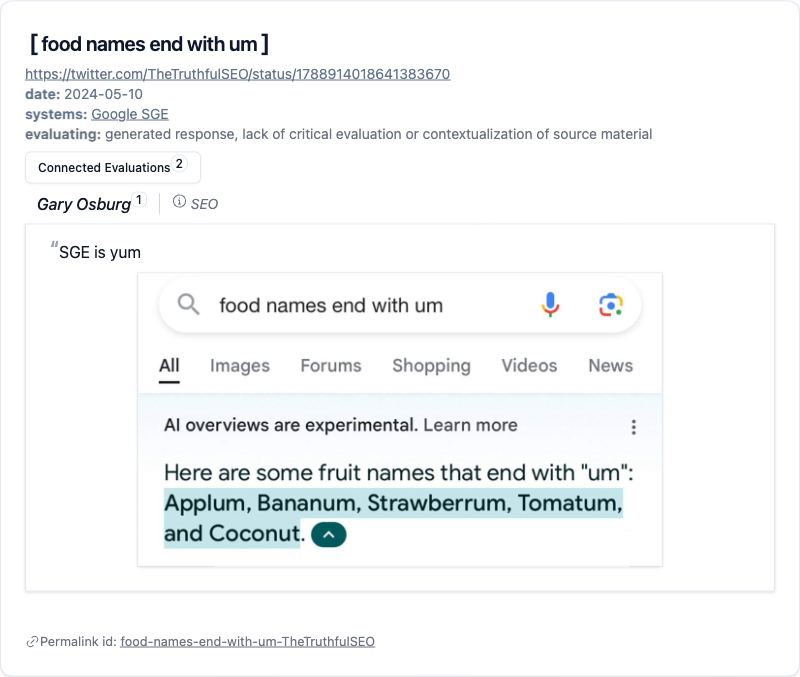 [ food names end with um ]
https://twitter.com/TheTruthfulSEO/status/1788914018641383670
date: 2024-05-10
systems: Google SGE
evaluating: generated response, lack of critical evaluation or contextualization of source material
Connected Evaluations 2
Gary Osburg 1 SEO
“SGE is yum
food names end with um
All Images Forums Shopping Videos News
AI overviews are experimental. Learn more
Here are some fruit names that end with "um":
Applum, Bananum, Strawberrum, Tomatum,
and Coconut.
Permalink id: food-names-end-with-um-TheTruthfulSEO